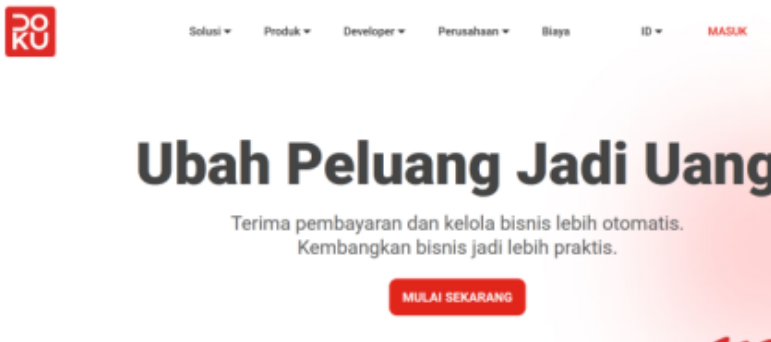 DO
KU
Solusi Produk Developer Perusahaan Biaya ID MASUK
Ubah Peluang Jadi Uang
Terima pembayaran dan kelola bisnis lebih otomatis.
Kembangkan bisnis jadi lebih praktis.
MULAI SEKARANG